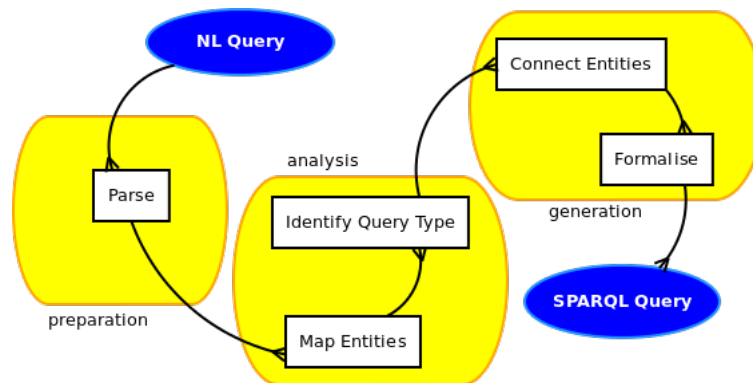 NL Query
Parse
preparation
analysis
Identify Query Type
Map Entities
Connect Entities
Formalise
generation
SPARQL Query